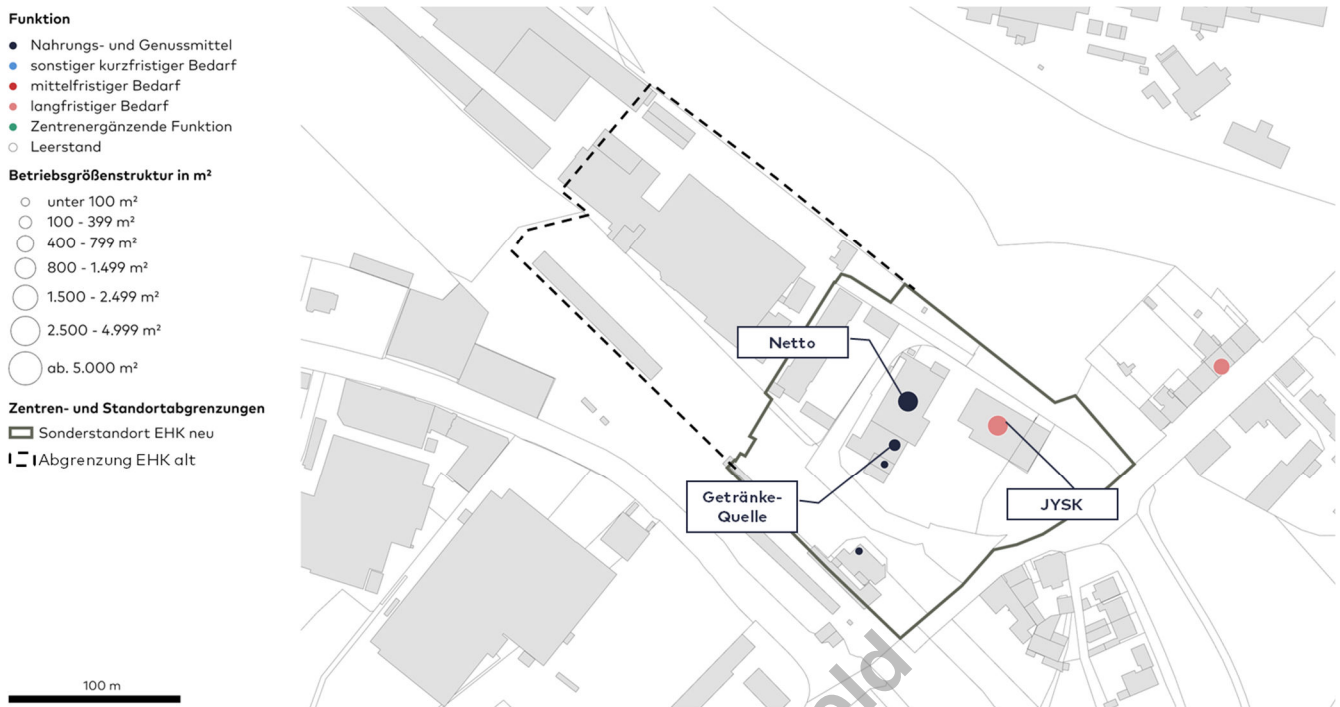 Funktion
Nahrungs- und Genussmittel
sonstiger kurzfristiger Bedarf
mittelfristiger Bedarf
langfristiger Bedarf
Zentrenergänzende Funktion
Leerstand
Betriebsgrößenstruktur in m²
unter 100 m²
100 - 399 m²
400 - 799 m²
800 - 1.499 m²
1.500 - 2.499 m²
2.500 - 4.999 m²
ab. 5.000 m²
Zentren- und Standortabgrenzungen
Sonderstandort EHK neu
Abgrenzung EHK alt
100 m
Netto
Getränke-
Quelle
JYSK